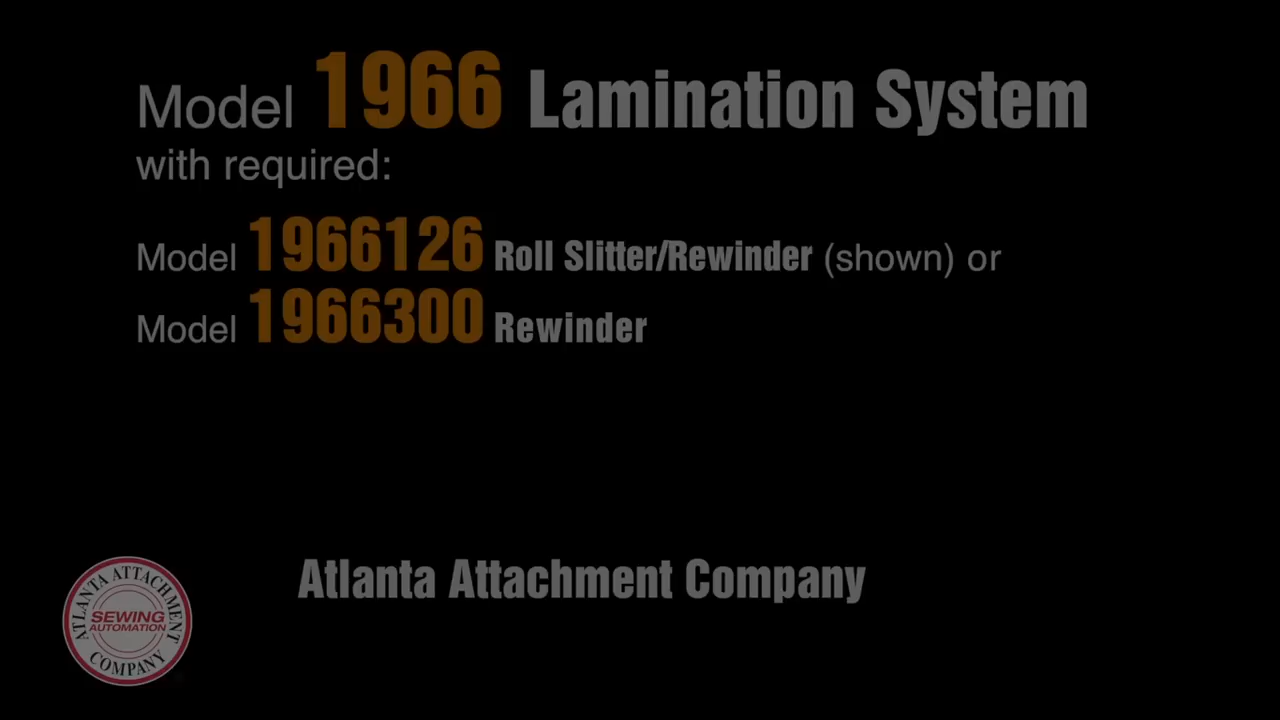 Model 1966 Lamination System
with required:
Model 1966126 Roll Slitter/Rewinder (shown) or
Model 1966300 Rewinder
Atlanta Attachment Company
ATLANTA ATTACHMENT
SEWING
AUTOMATION
COMPANY